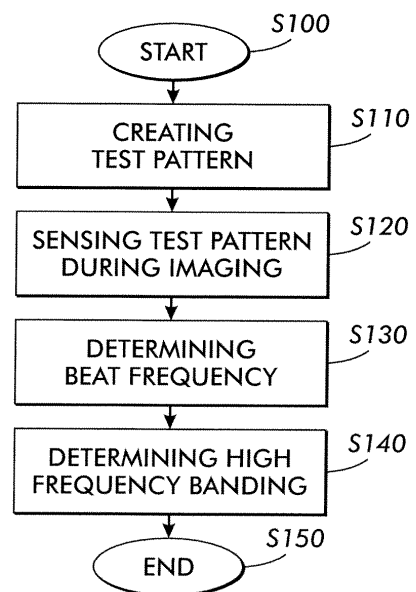 S100
START
S110
CREATING
TEST PATTERN
S120
SENSING TEST PATTERN
DURING IMAGING
S130
DETERMINING
BEAT FREQUENCY
S140
DETERMINING HIGH
FREQUENCY BANDING
S150
END